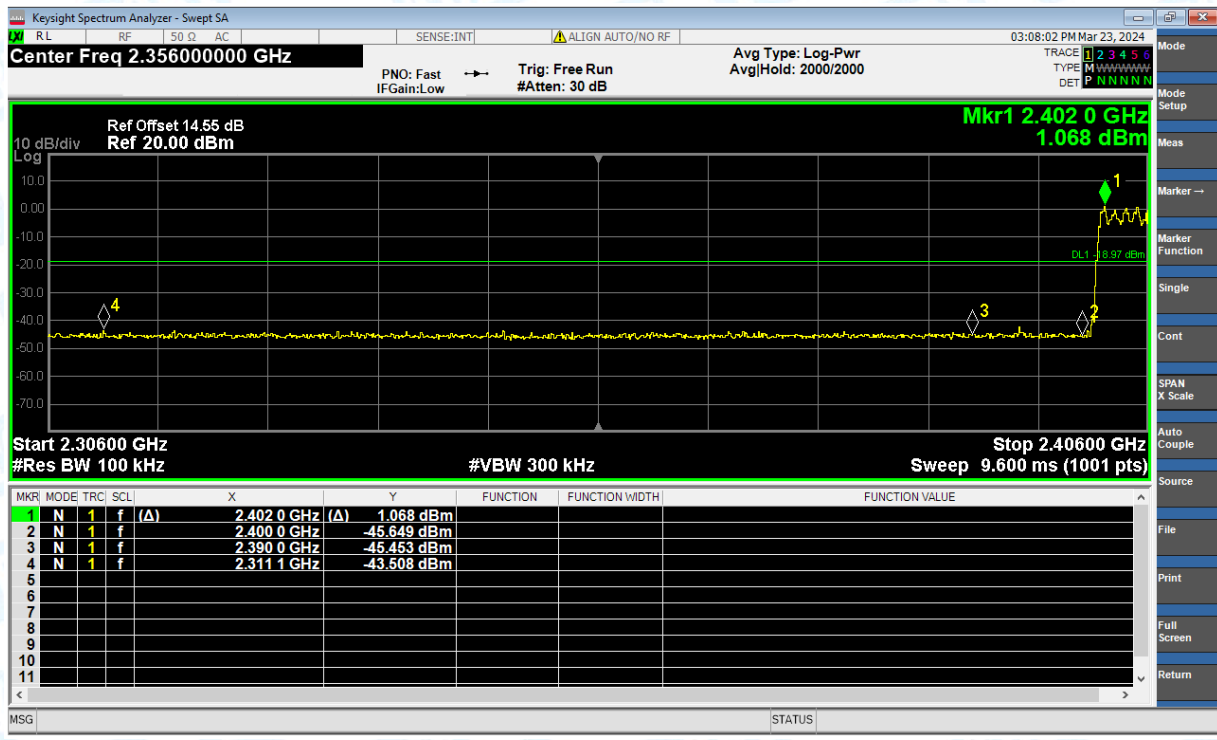 Keysight Spectrum Analyzer - Swept SA
LXI RL RF 50 Ω AC SENSE:INT ALIGN AUTO/NO RF 03:08:02 PM Mar 23, 2024
Center Freq 2.356000000 GHz
PNO: Fast
IFGain:Low
Trig: Free Run
#Atten: 30 dB
Avg Type: Log-Pwr
Avg|Hold: 2000/2000
TRACE 1 2 3 4 5 6
TYPE M WWWWW
DET P N N N N N
Mkr1 2.402 0 GHz
1.068 dBm
Ref Offset 14.55 dB
10 dB/div Ref 20.00 dBm
Log
10.0
0.00
-10.0
-20.0
-30.0
-40.0
-50.0
-60.0
-70.0
1
DL1 -18.97 dBm
4
3
2
Start 2.30600 GHz Stop 2.40600 GHz
#Res BW 100 kHz #VBW 300 kHz Sweep 9.600 ms (1001 pts)
MKR MODE TRC SCL X Y FUNCTION FUNCTION WIDTH FUNCTION VALUE
1 N 1 f (Δ) 2.402 0 GHz (Δ) 1.068 dBm
2 N 1 f 2.400 0 GHz -45.649 dBm
3 N 1 f 2.390 0 GHz -45.453 dBm
4 N 1 f 2.311 1 GHz -43.508 dBm
5
6
7
8
9
10
11
MSG STATUS
Mode
Mode
Setup
Meas
Marker →
Marker
Function
Single
Cont
SPAN
X Scale
Auto
Couple
Source
File
Print
Full
Screen
Return